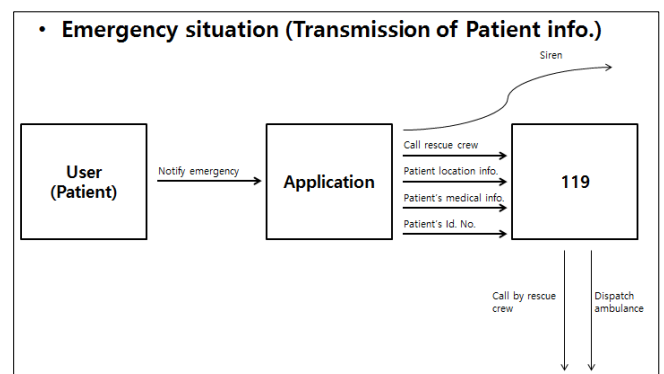 • Emergency situation (Transmission of Patient info.)
Siren
User
(Patient)
Notify emergency
Application
Call rescue crew
Patient location info.
Patient's medical info.
Patient's Id. No.
119
Call by rescue
crew
Dispatch
ambulance